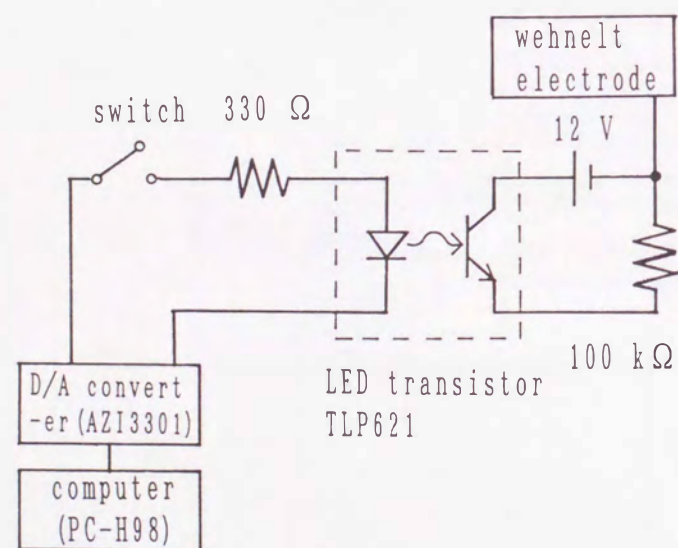 wehnelt
electrode
switch 330 Ω
12 V
100 kΩ
LED transistor
TLP621
D/A convert
-er(AZI3301)
computer
(PC-H98)